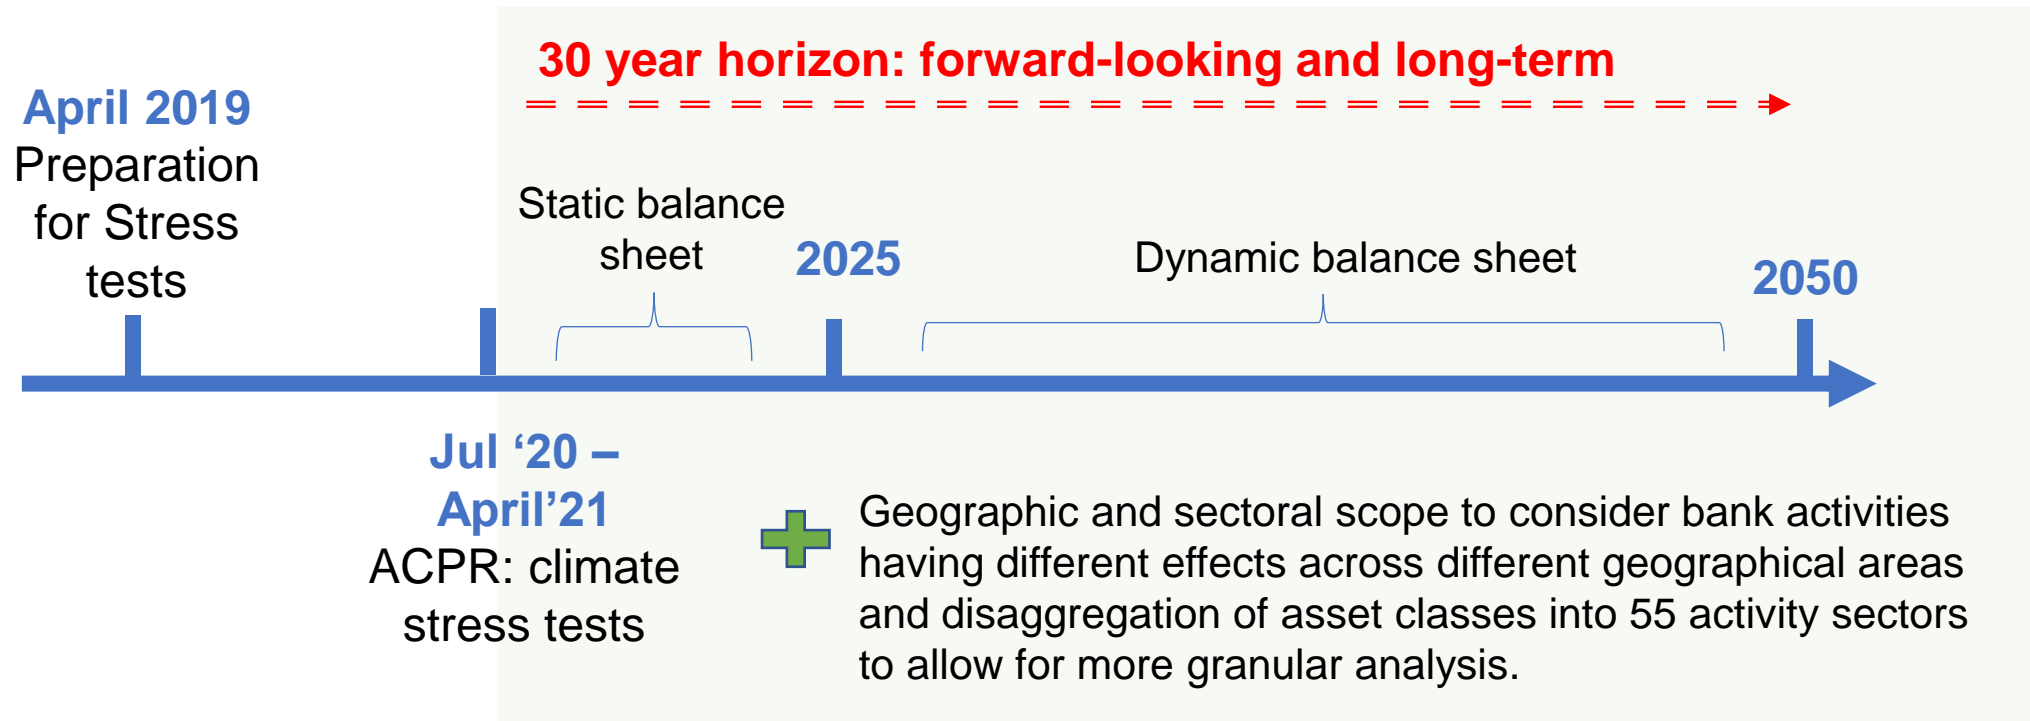 30 year horizon: forward-looking and long-term
April 2019
Preparation
for Stress
tests
Static balance
sheet
2025
Dynamic balance sheet
2050
Jul ‘20 –
April’21
ACPR: climate
stress tests
Geographic and sectoral scope to consider bank activities
having different effects across different geographical areas
and disaggregation of asset classes into 55 activity sectors
to allow for more granular analysis.